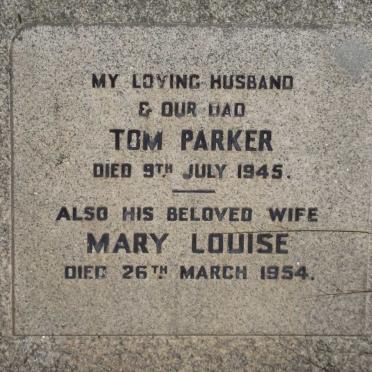 MY LOVING HUSBAND
& OUR DAD
TOM PARKER
DIED 9TH JULY 1945.
ALSO HIS BELOVED WIFE
MARY LOUISE
DIED 26TH MARCH 1954.